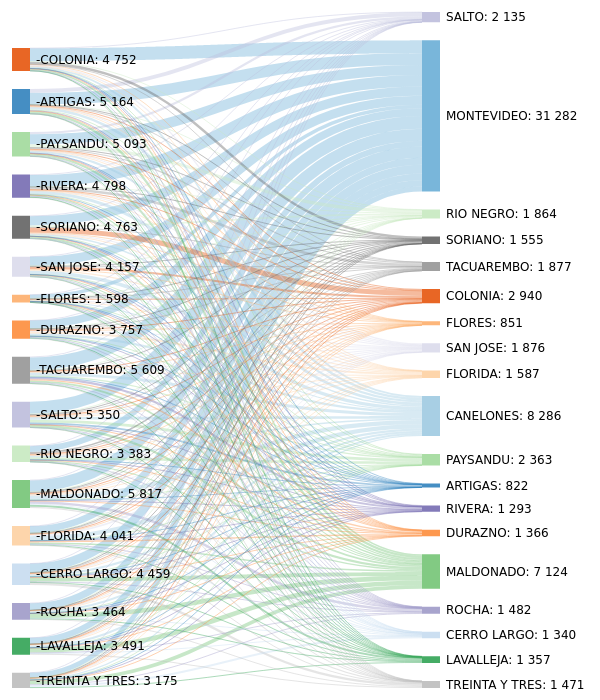 -COLONIA: 4 752
-ARTIGAS: 5 164
-PAYSANDU: 5 093
-RIVERA: 4 798
-SORIANO: 4 763
-SAN JOSE: 4 157
-FLORES: 1 598
-DURAZNO: 3 757
-TACUAREMBO: 5 609
-SALTO: 5 350
-RIO NEGRO: 3 383
-MALDONADO: 5 817
-FLORIDA: 4 041
-CERRO LARGO: 4 459
-ROCHA: 3 464
-LAVALLEJA: 3 491
-TREINTA Y TRES: 3 175
SALTO: 2 135
MONTEVIDEO: 31 282
RIO NEGRO: 1 864
SORIANO: 1 555
TACUAREMBO: 1 877
COLONIA: 2 940
FLORES: 851
SAN JOSE: 1 876
FLORIDA: 1 587
CANELONES: 8 286
PAYSANDU: 2 363
ARTIGAS: 822
RIVERA: 1 293
DURAZNO: 1 366
MALDONADO: 7 124
ROCHA: 1 482
CERRO LARGO: 1 340
LAVALLEJA: 1 357
TREINTA Y TRES: 1 471